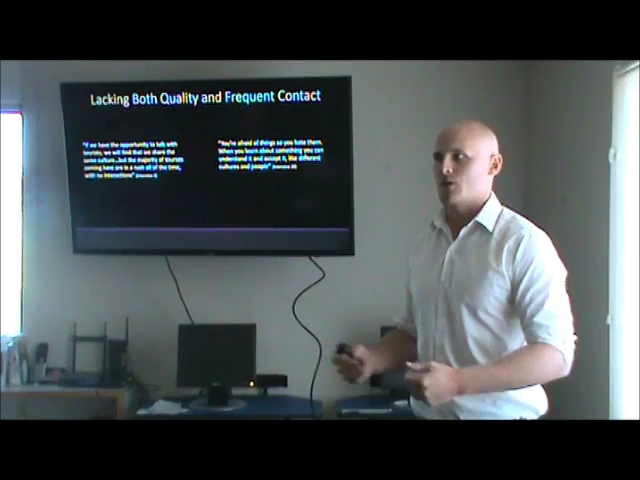 Lacking Both Quality and Frequent Contact
"If we have the opportunity to talk with
tourists, we will find that we share the
same culture...but the majority of tourists
coming here are in a rush all of the time,
with no interactions"
"You're afraid of things so you hate them.
When you learn about something you can
understand it and accept it, like different
cultures and people"